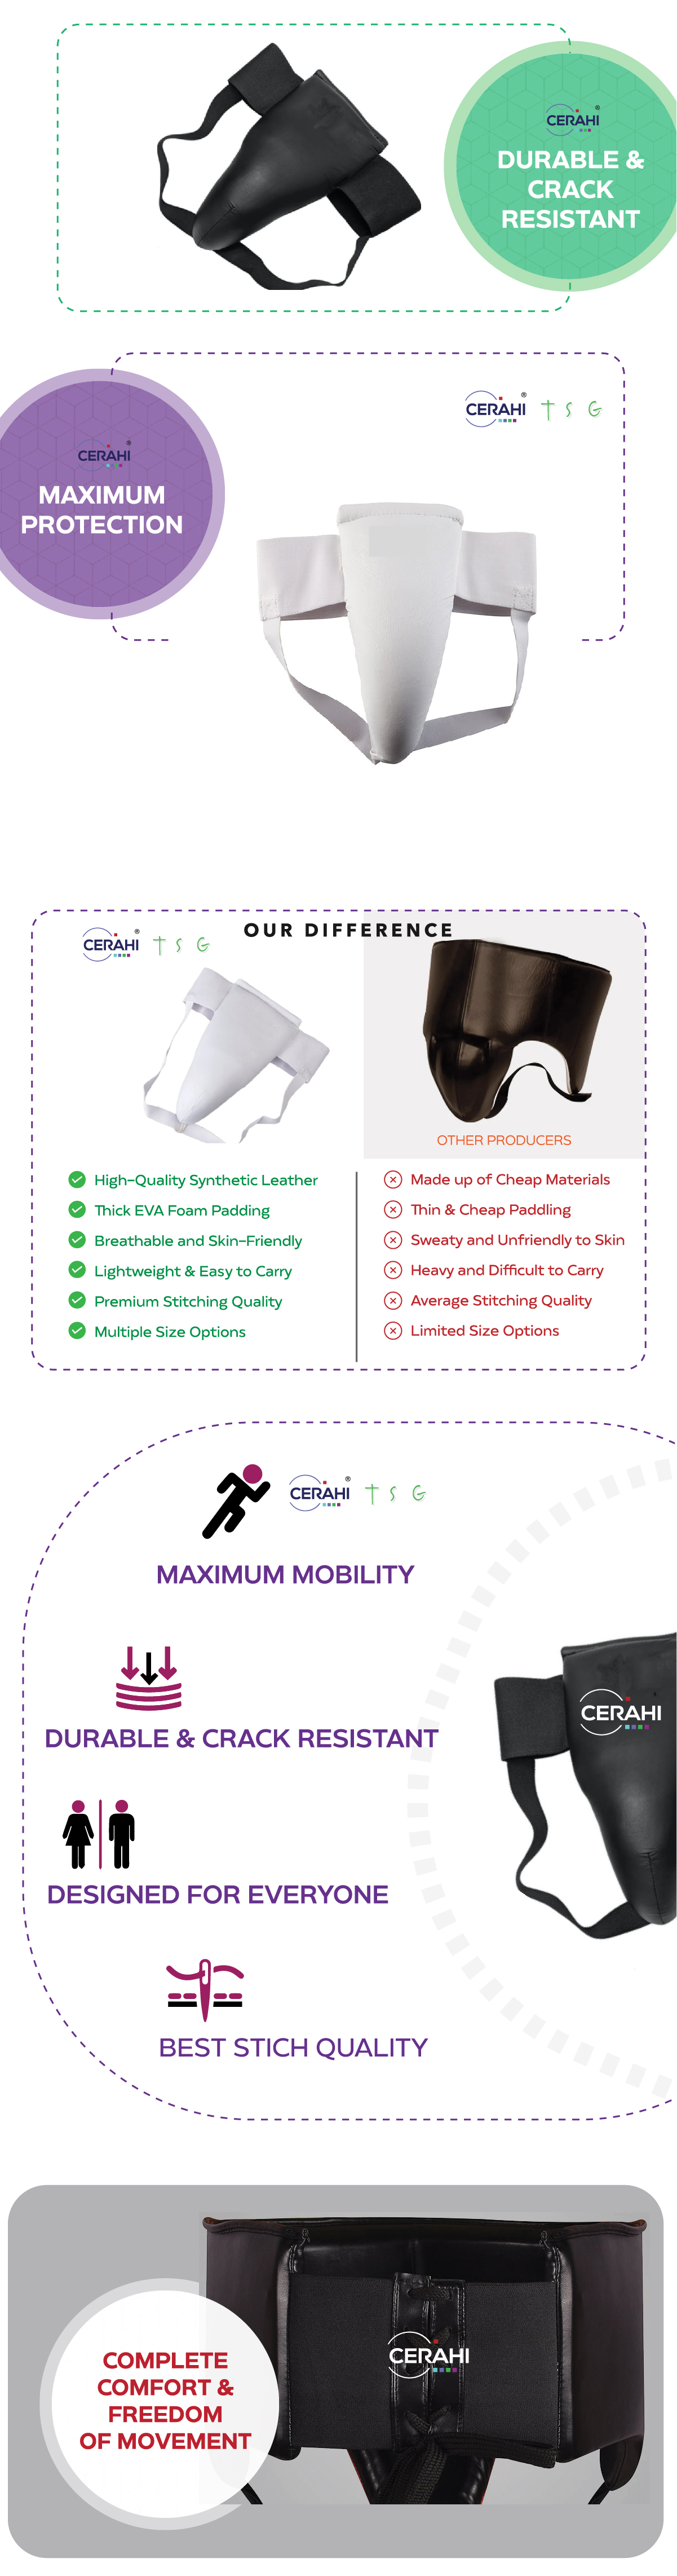 CERAHI ®
DURABLE &
CRACK
RESISTANT
CERAHI ® T S G
CERAHI ®
MAXIMUM
PROTECTION
OUR DIFFERENCE
CERAHI ® T S G
OTHER PRODUCERS
High-Quality Synthetic Leather
Thick EVA Foam Padding
Breathable and Skin-Friendly
Lightweight & Easy to Carry
Premium Stitching Quality
Multiple Size Options
Made up of Cheap Materials
Thin & Cheap Paddling
Sweaty and Unfriendly to Skin
Heavy and Difficult to Carry
Average Stitching Quality
Limited Size Options
CERAHI ® T S G
MAXIMUM MOBILITY
DURABLE & CRACK RESISTANT
CERAHI
DESIGNED FOR EVERYONE
BEST STICH QUALITY
CERAHI
COMPLETE
COMFORT &
FREEDOM
OF MOVEMENT